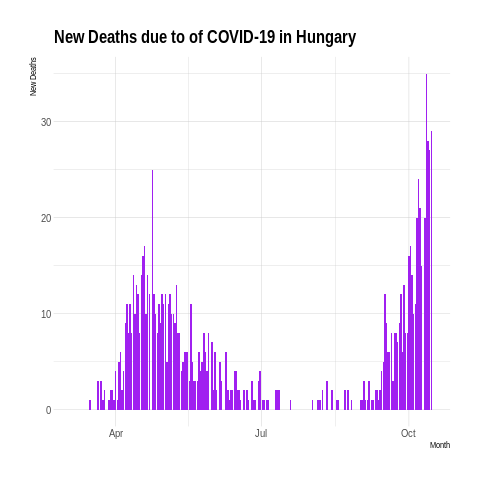 New Deaths due to of COVID-19 in Hungary
New Deaths
30
20
10
0
Apr
Jul
Oct
Month